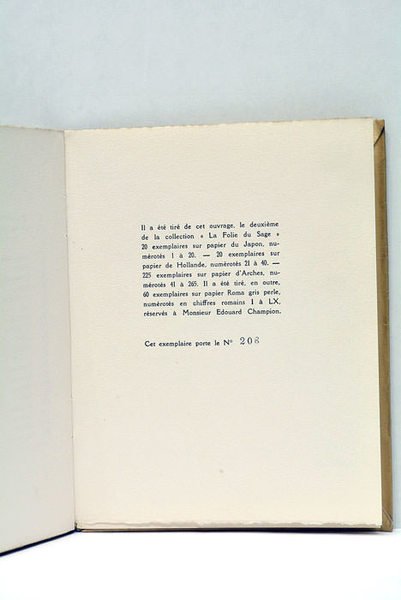 Il a été tiré de cet ouvrage, le deuxième
de la collection « La Folie du Sage »
20 exemplaires sur papier du Japon, nu-
mérotés 1 à 20. — 20 exemplaires sur
papier de Hollande, numérotés 21 à 40. —
225 exemplaires sur papier d'Arches, nu-
mérotés 41 à 265. Il a été tiré, en outre,
60 exemplaires sur papier Roma gris perle,
numérotés en chiffres romains I à LX,
réservés à Monsieur Edouard Champion.
Cet exemplaire porte le N° 208